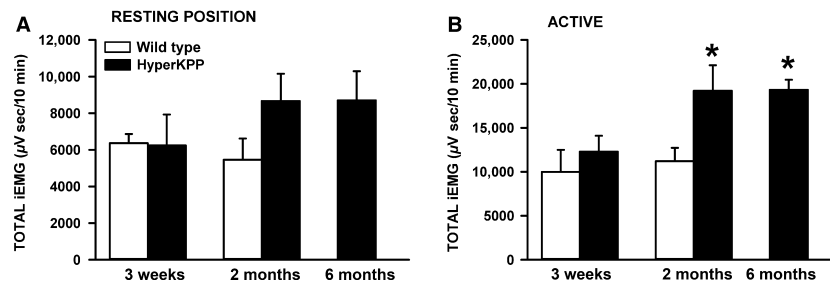 A RESTING POSITION
TOTAL iEMG (µV sec/10 min)
12,000
10,000
8000
6000
4000
2000
0
Wild type
HyperKPP
3 weeks 2 months 6 months
B ACTIVE
TOTAL iEMG (µV sec/10 min)
25,000
20,000
15,000
10,000
5000
0
* *
3 weeks 2 months 6 months